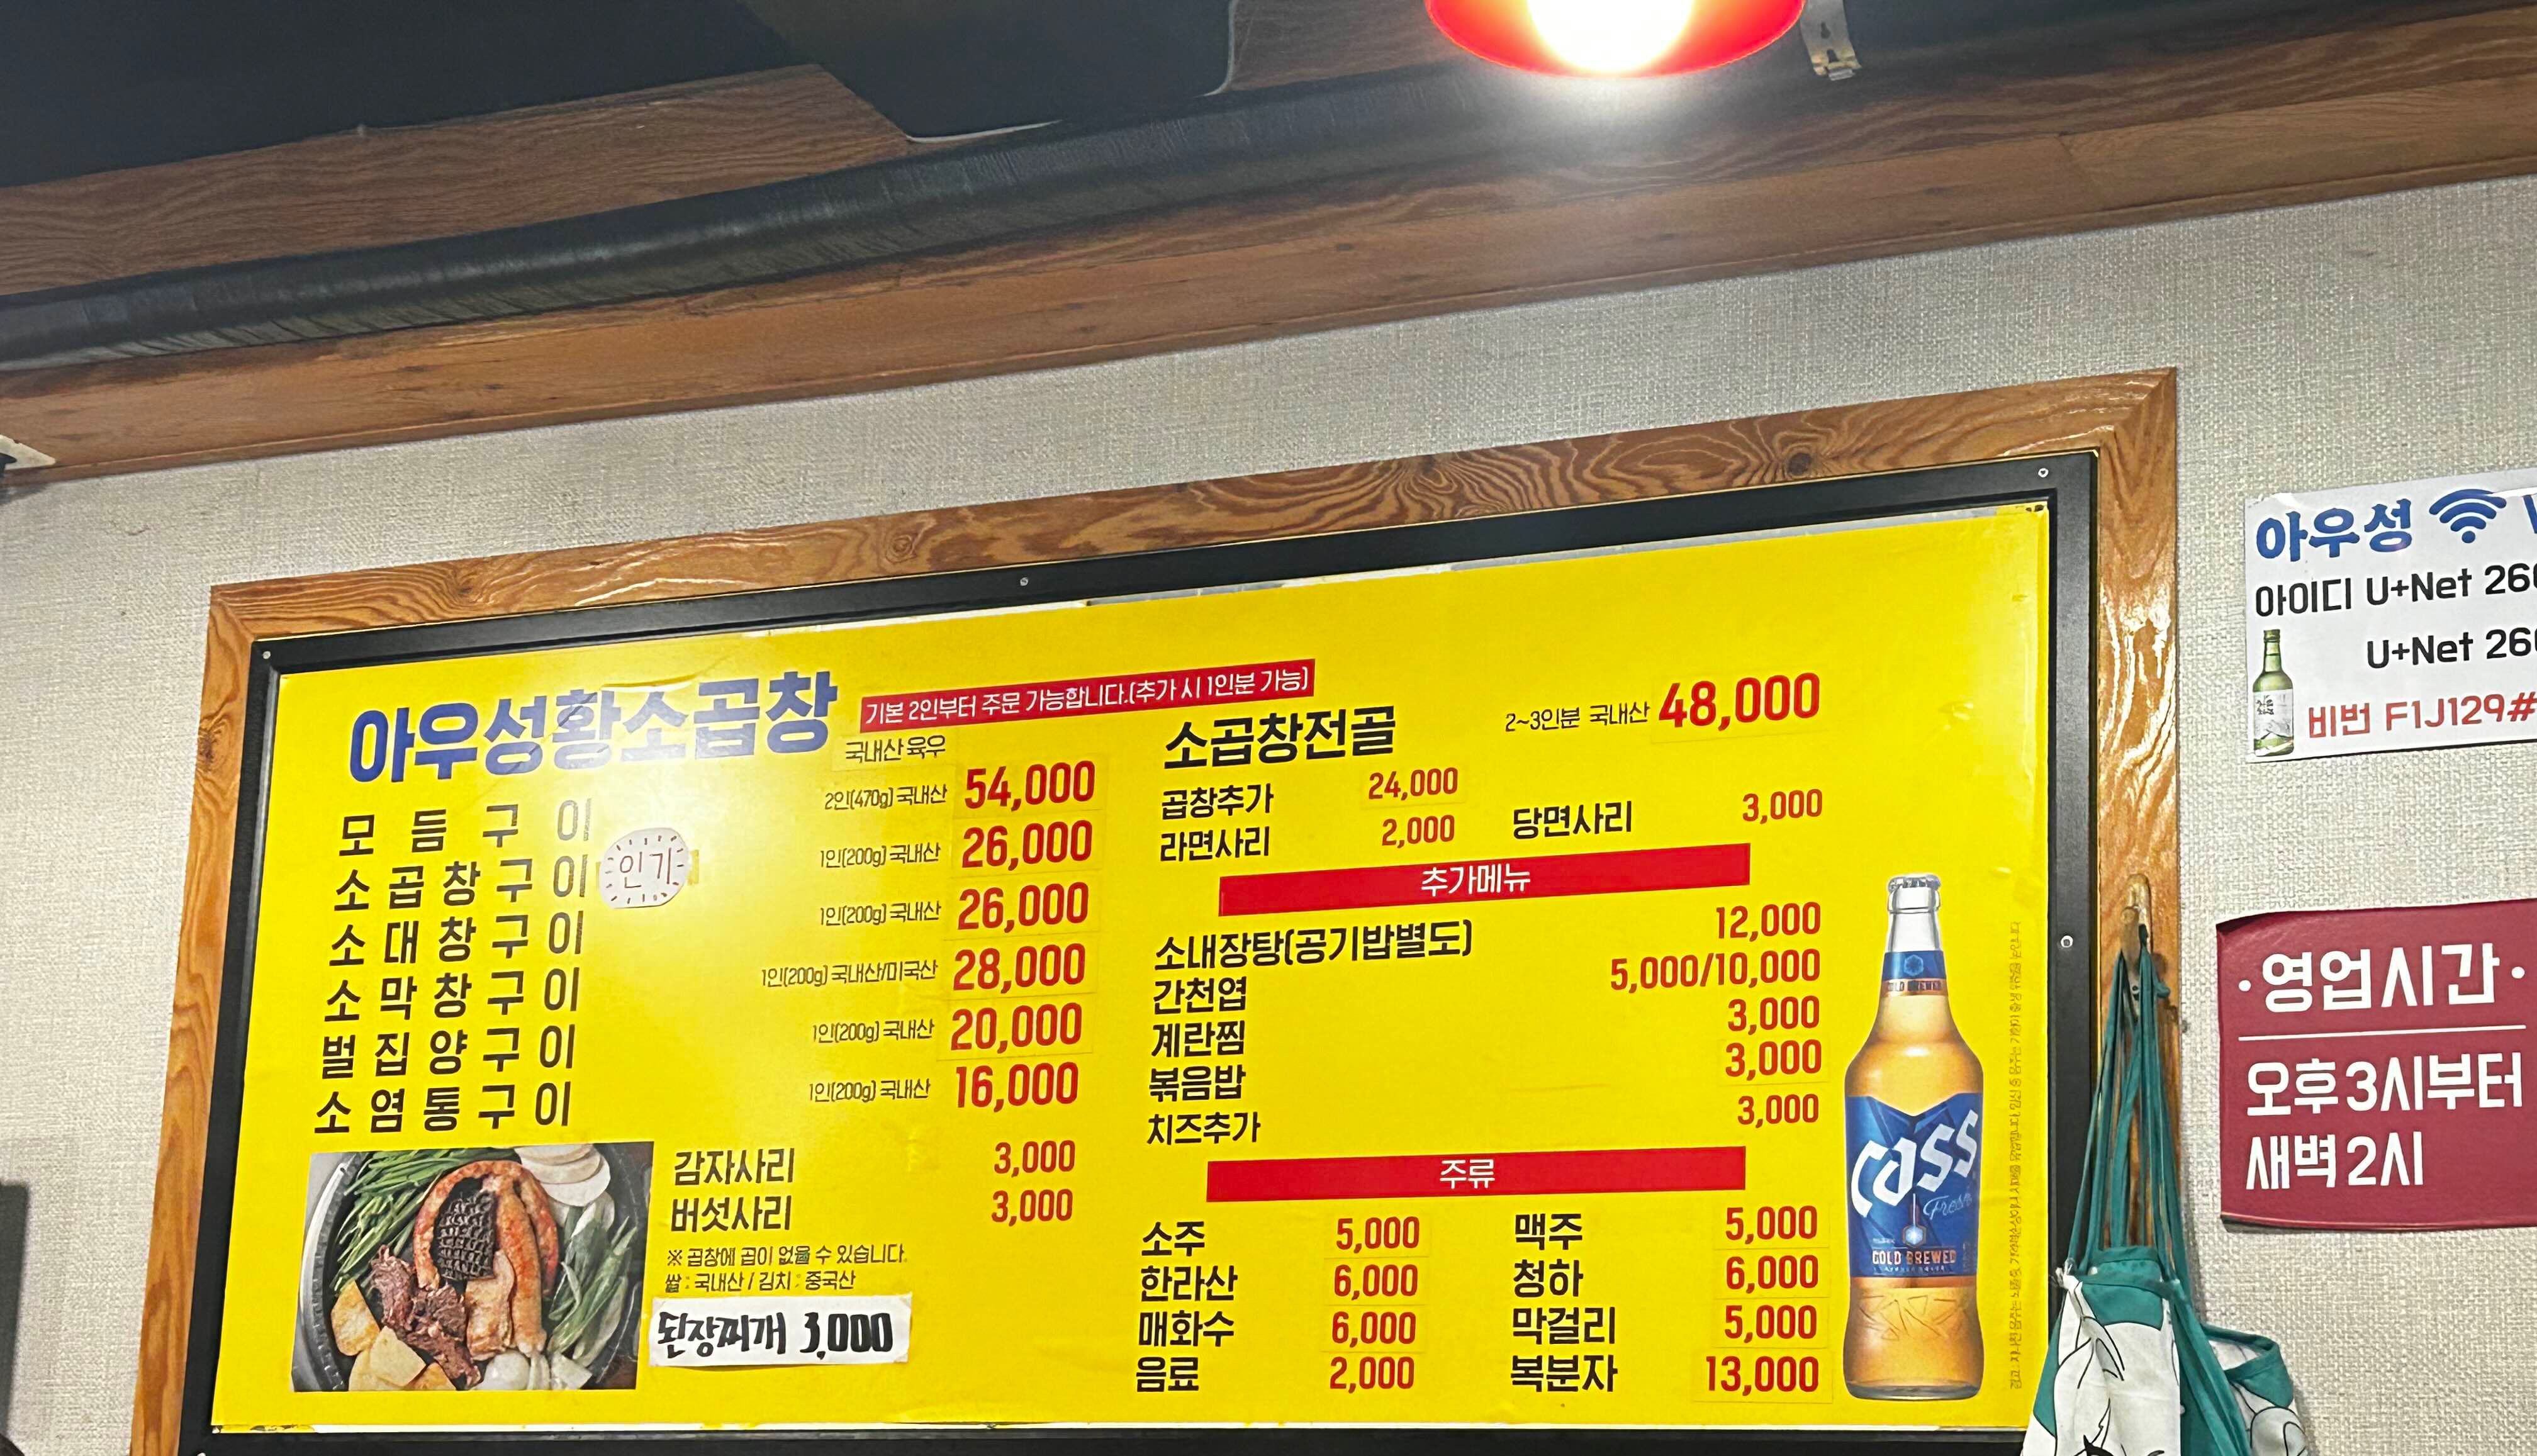 아우성황소곱창
기본 2인부터 주문 가능합니다.(추가 시 1인분 가능)
국내산 육우
모듬구이 2인(470g) 국내산 54,000
소곱창구이 인기 1인(200g) 국내산 26,000
소대창구이 1인(200g) 국내산 26,000
소막창구이 1인(200g) 국내산/미국산 28,000
벌집양구이 1인(200g) 국내산 20,000
소염통구이 1인(200g) 국내산 16,000
감자사리 3,000
버섯사리 3,000
※ 곱창에 곱이 없을 수 있습니다.
쌀 : 국내산 / 김치 : 중국산
된장찌개 3,000
소곱창전골 2~3인분 국내산 48,000
곱창추가 24,000
라면사리 2,000 당면사리 3,000
추가메뉴
소내장탕(공기밥별도) 12,000
간천엽 5,000/10,000
계란찜 3,000
볶음밥 3,000
치즈추가 3,000
주류
소주 5,000 맥주 5,000
한라산 6,000 청하 6,000
매화수 6,000 막걸리 5,000
음료 2,000 복분자 13,000
COLD BREWED
Cass
Fresh
COLD BREWED
아우성
아이디 U+Net 26
U+Net 26
비번 F1J129#
·영업시간·
오후3시부터
새벽2시